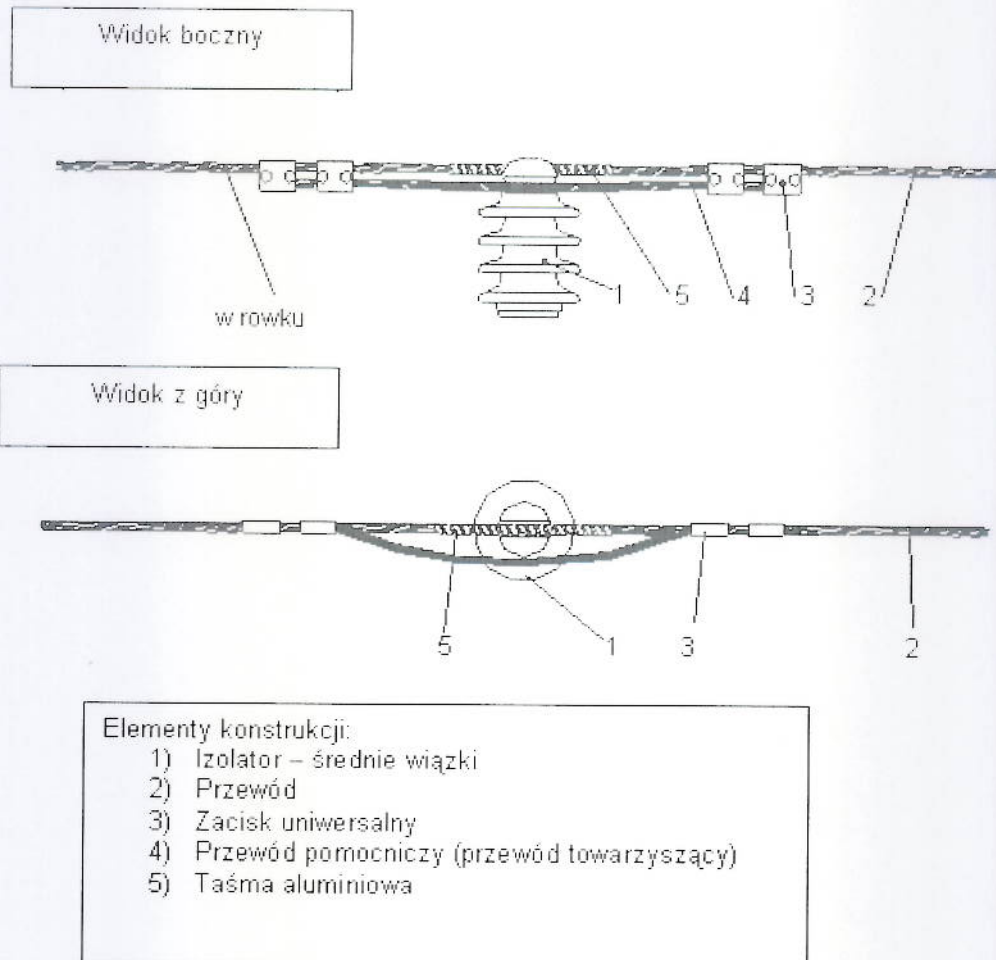 Widok boczny
1
5
4
3
2
w rowku
Widok z góry
5
1
3
2
Elementy konstrukcji:
1) Izolator – średnie wiązki
2) Przewód
3) Zacisk uniwersalny
4) Przewód pomocniczy (przewód towarzyszący)
5) Taśma aluminiowa